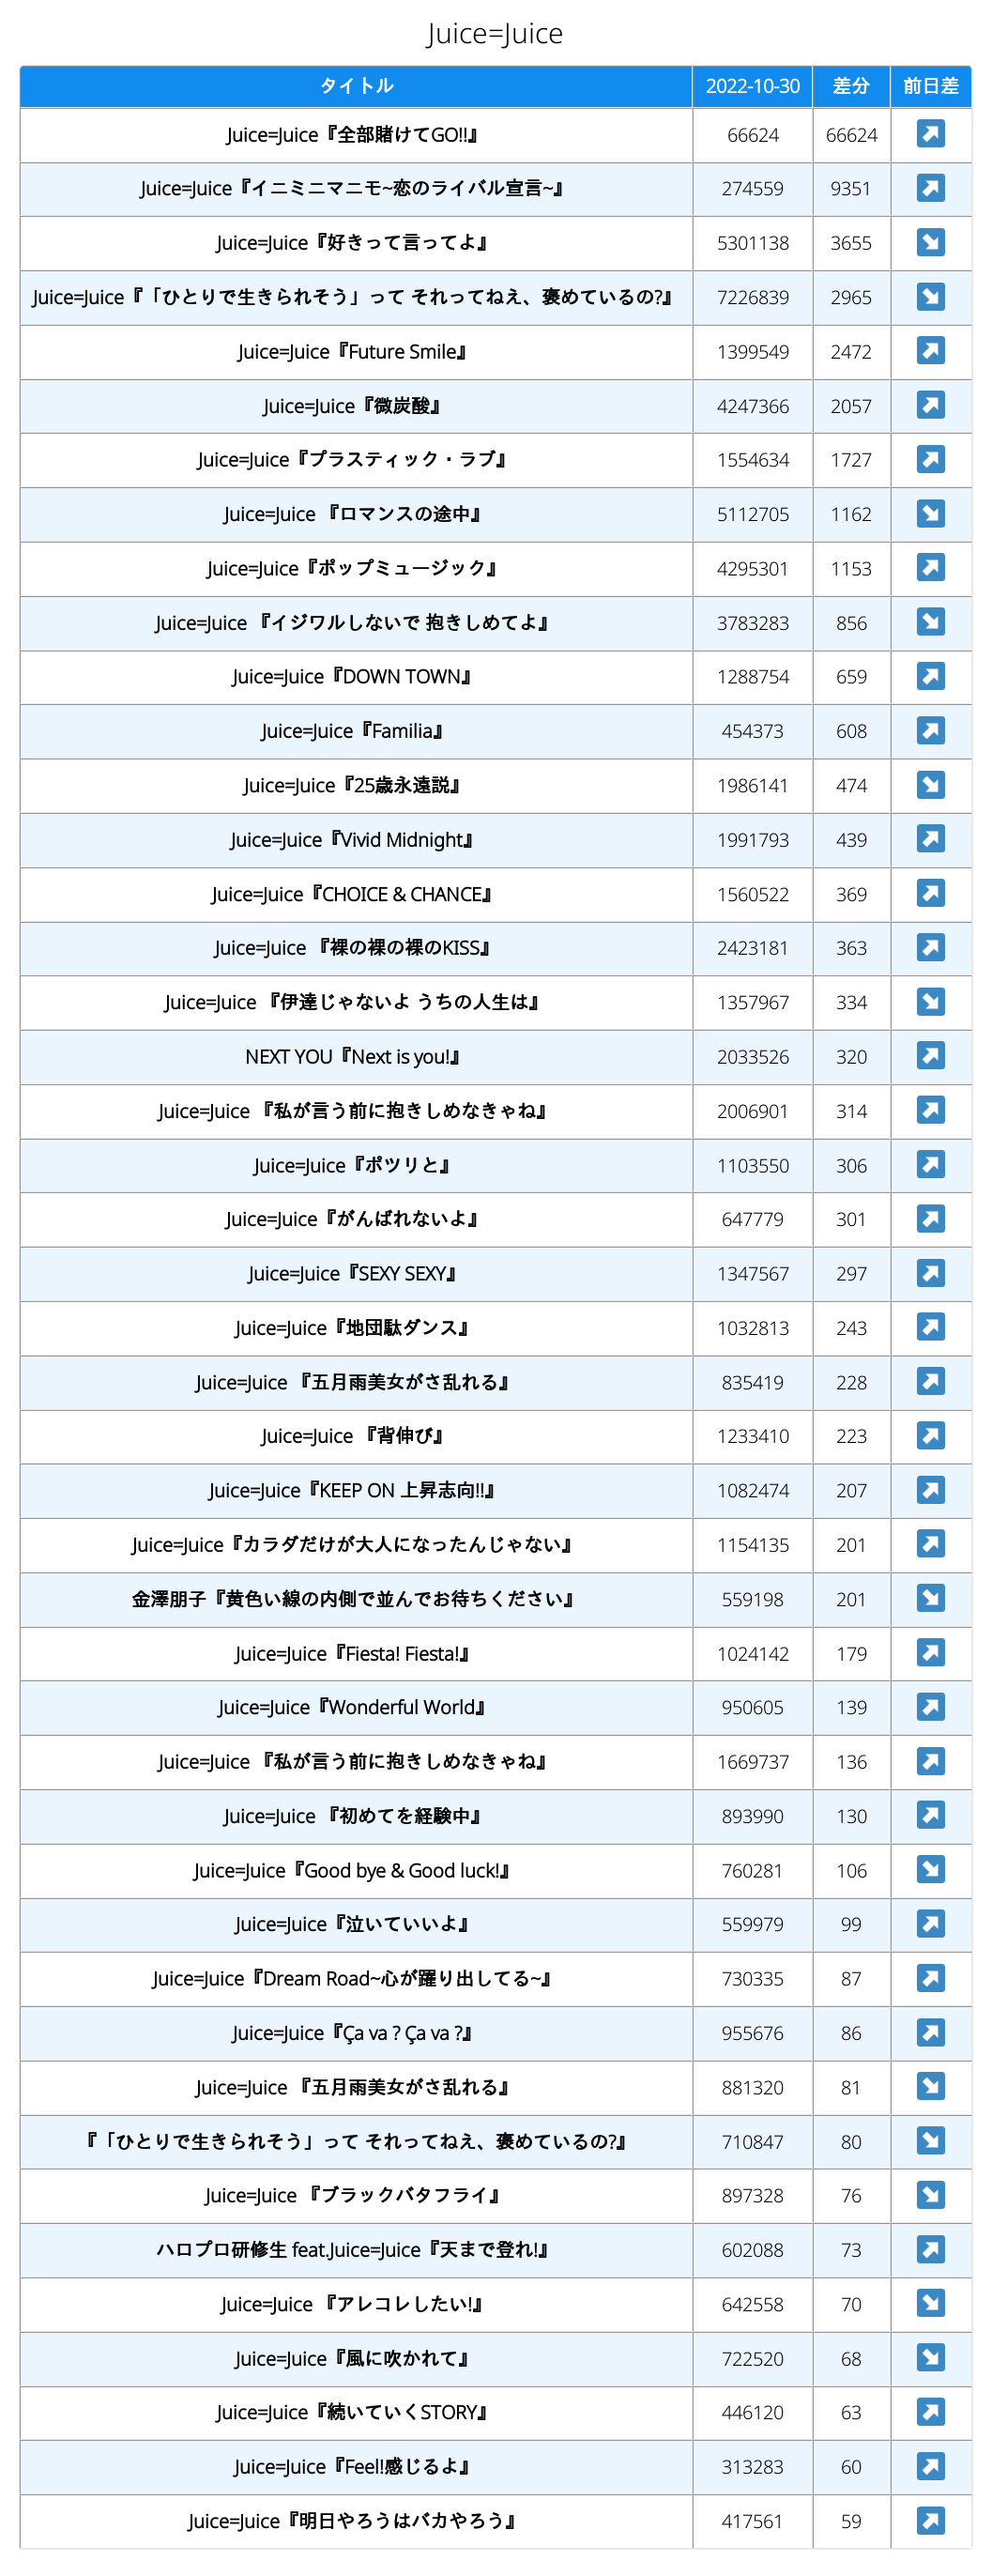 Juice=Juice
タイトル 2022-10-30 差分 前日差
Juice=Juice『全部賭けてGO!!』 66624 66624 ↗
Juice=Juice『イニミニマニモ~恋のライバル宣言~』 274559 9351 ↗
Juice=Juice『好きって言ってよ』 5301138 3655 ↘
Juice=Juice『「ひとりで生きられそう」って それってねえ、褒めているの?』 7226839 2965 ↘
Juice=Juice『Future Smile』 1399549 2472 ↗
Juice=Juice『微炭酸』 4247366 2057 ↗
Juice=Juice『プラスティック・ラブ』 1554634 1727 ↗
Juice=Juice 『ロマンスの途中』 5112705 1162 ↘
Juice=Juice『ポップミュージック』 4295301 1153 ↗
Juice=Juice 『イジワルしないで 抱きしめてよ』 3783283 856 ↘
Juice=Juice『DOWN TOWN』 1288754 659 ↗
Juice=Juice『Familia』 454373 608 ↗
Juice=Juice『25歳永遠説』 1986141 474 ↘
Juice=Juice『Vivid Midnight』 1991793 439 ↗
Juice=Juice『CHOICE & CHANCE』 1560522 369 ↗
Juice=Juice 『裸の裸の裸のKISS』 2423181 363 ↗
Juice=Juice 『伊達じゃないよ うちの人生は』 1357967 334 ↘
NEXT YOU『Next is you!』 2033526 320 ↗
Juice=Juice 『私が言う前に抱きしめなきゃね』 2006901 314 ↗
Juice=Juice『ポツリと』 1103550 306 ↗
Juice=Juice『がんばれないよ』 647779 301 ↗
Juice=Juice『SEXY SEXY』 1347567 297 ↗
Juice=Juice『地団駄ダンス』 1032813 243 ↗
Juice=Juice 『五月雨美女がさ乱れる』 835419 228 ↗
Juice=Juice 『背伸び』 1233410 223 ↗
Juice=Juice『KEEP ON 上昇志向!!』 1082474 207 ↗
Juice=Juice『カラダだけが大人になったんじゃない』 1154135 201 ↗
金澤朋子『黄色い線の内側で並んでお待ちください』 559198 201 ↘
Juice=Juice『Fiesta! Fiesta!』 1024142 179 ↗
Juice=Juice『Wonderful World』 950605 139 ↗
Juice=Juice 『私が言う前に抱きしめなきゃね』 1669737 136 ↗
Juice=Juice 『初めてを経験中』 893990 130 ↗
Juice=Juice『Good bye & Good luck!』 760281 106 ↘
Juice=Juice『泣いていいよ』 559979 99 ↗
Juice=Juice『Dream Road~心が躍り出してる~』 730335 87 ↗
Juice=Juice『Ça va ? Ça va ?』 955676 86 ↗
Juice=Juice 『五月雨美女がさ乱れる』 881320 81 ↘
『「ひとりで生きられそう」って それってねえ、褒めているの?』 710847 80 ↘
Juice=Juice 『ブラックバタフライ』 897328 76 ↘
ハロプロ研修生 feat.Juice=Juice『天まで登れ!』 602088 73 ↗
Juice=Juice 『アレコレしたい!』 642558 70 ↘
Juice=Juice『風に吹かれて』 722520 68 ↘
Juice=Juice『続いていくSTORY』 446120 63 ↗
Juice=Juice『Feel!感じるよ』 313283 60 ↗
Juice=Juice『明日やろうはバカやろう』 417561 59 ↗